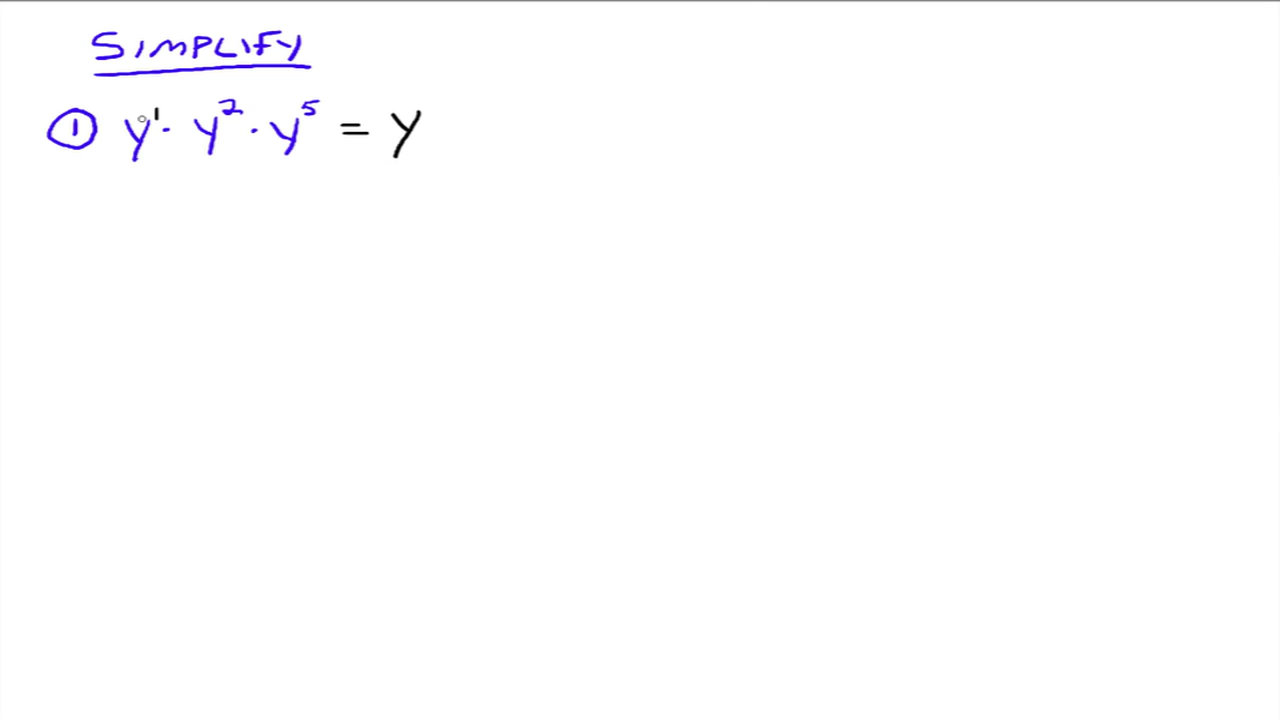 SIMPLIFY
① y¹ · y² · y⁵ = y